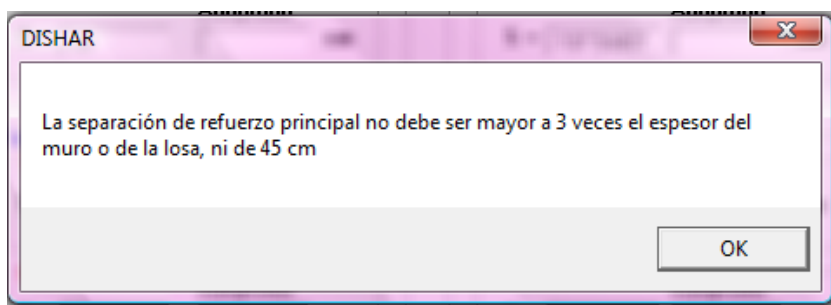 DISHAR
La separación de refuerzo principal no debe ser mayor a 3 veces el espesor del
muro o de la losa, ni de 45 cm
OK